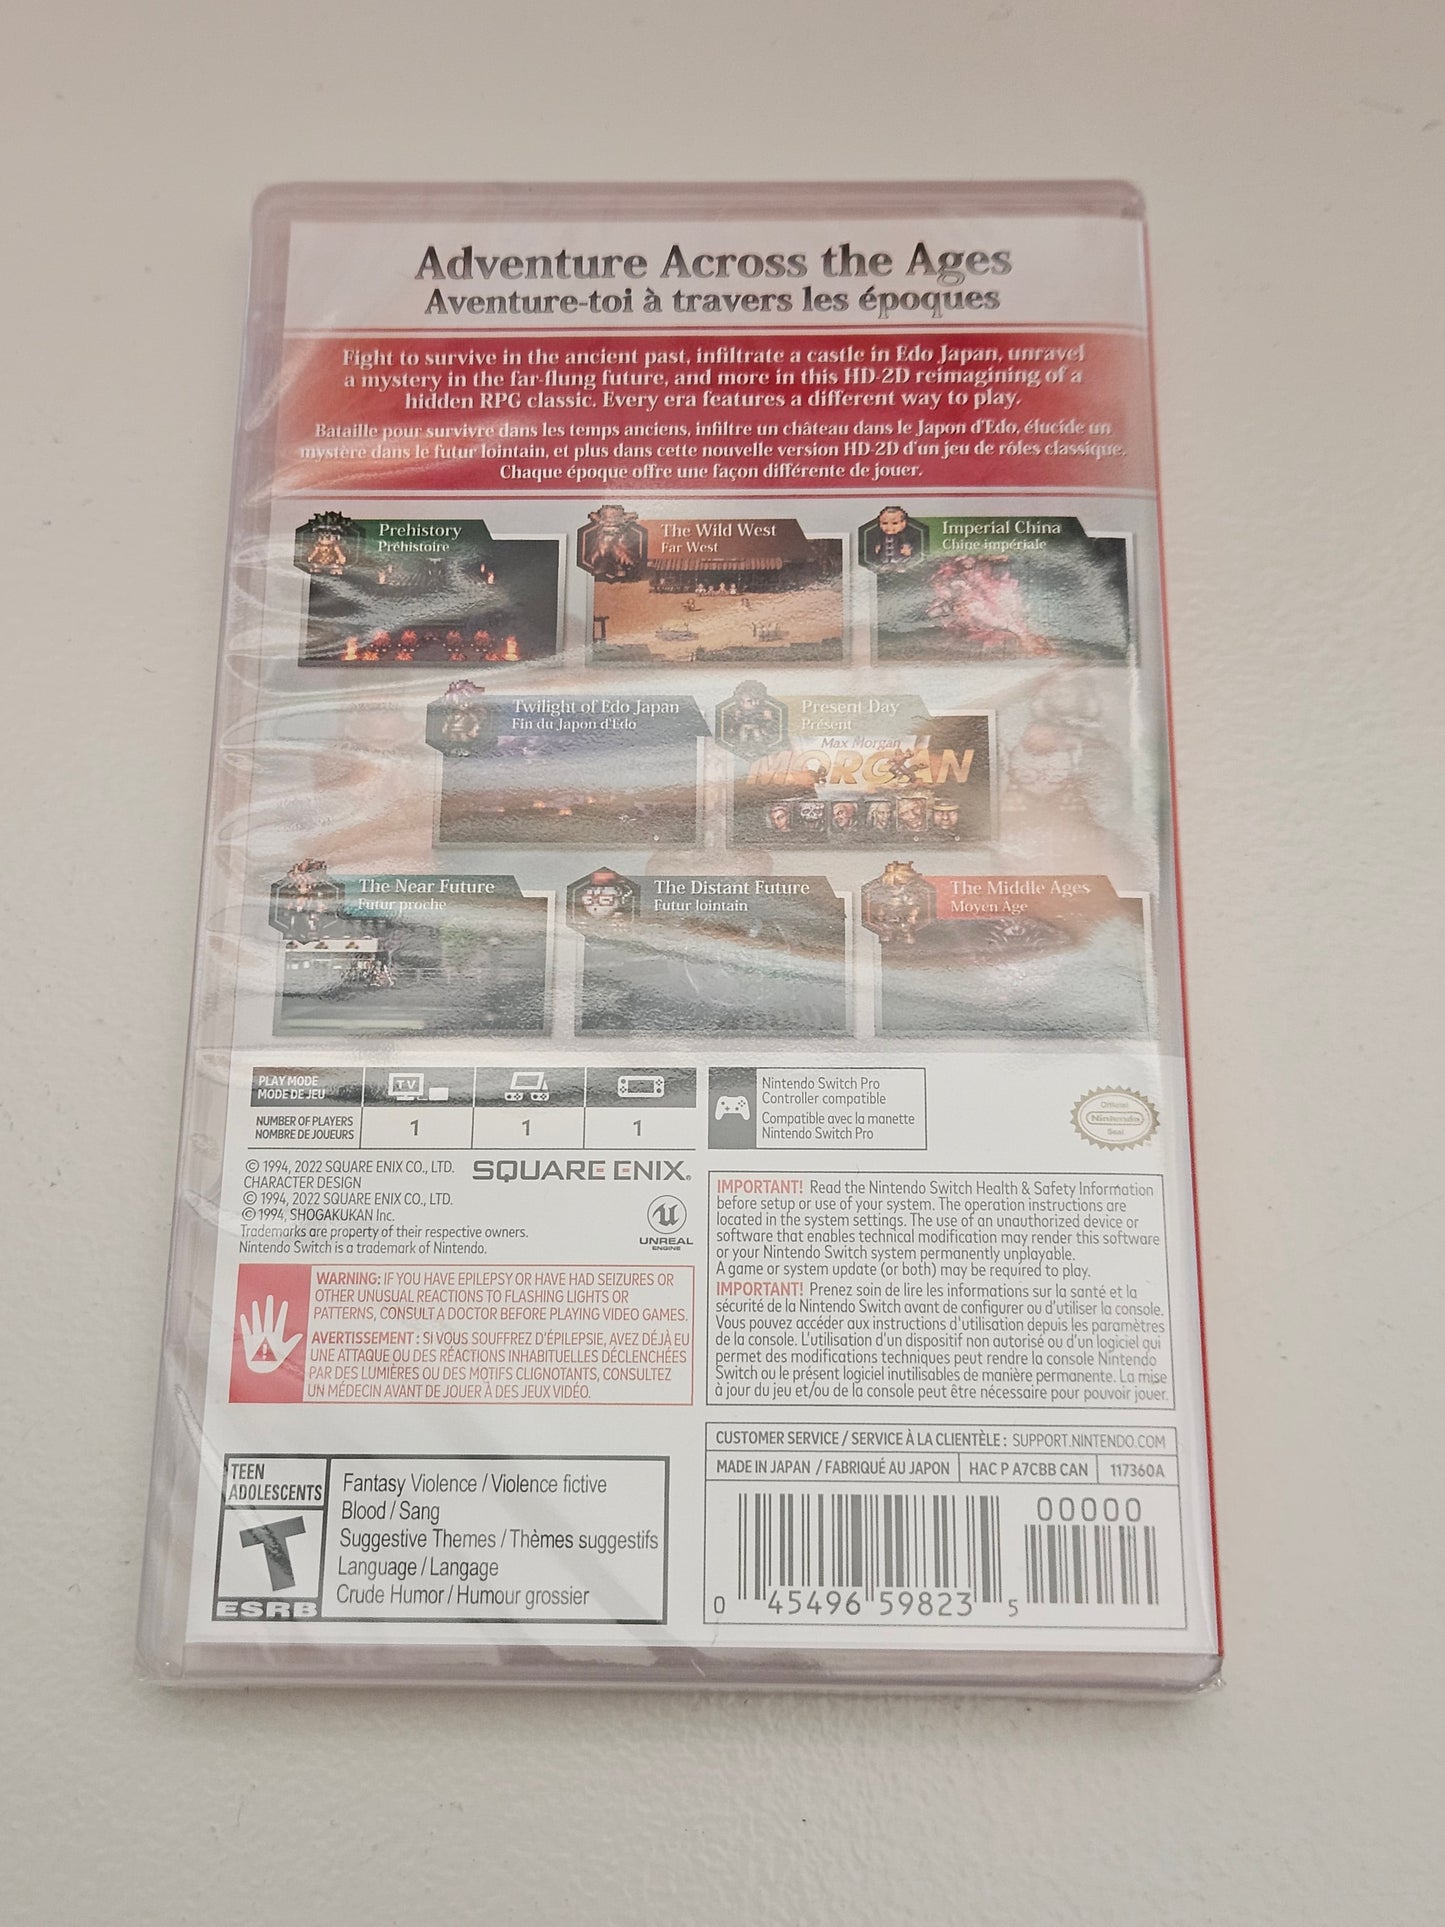 Adventure Across the Ages
Aventure-toi à travers les époques
Fight to survive in the ancient past, infiltrate a castle in Edo Japan, unravel
a mystery in the far-flung future, and more in this HD-2D reimagining of a
hidden RPG classic. Every era features a different way to play.
Bataille pour survivre dans les temps anciens, infiltre un château dans le Japon d'Edo, élucide un
mystère dans le futur lointain, et plus dans cette nouvelle version HD-2D d'un jeu de rôles classique.
Chaque époque offre une façon différente de jouer.
Prehistory
Préhistoire
The Wild West
Far West
Imperial China
Chine impériale
Twilight of Edo Japan
Fin du Japon d'Edo
Present Day
Présent
Max Morgan
MORGAN
The Near Future
Futur proche
The Distant Future
Futur lointain
The Middle Ages
Moyen Âge
PLAY MODE
MODE DE JEU
TV
NUMBER OF PLAYERS
NOMBRE DE JOUEURS
1
1
1
Nintendo Switch Pro
Controller compatible
Compatible avec la manette
Nintendo Switch Pro
Official
Nintendo
Seal
© 1994, 2022 SQUARE ENIX CO., LTD.
CHARACTER DESIGN
© 1994, 2022 SQUARE ENIX CO., LTD.
© 1994, SHOGAKUKAN Inc.
Trademarks are property of their respective owners.
Nintendo Switch is a trademark of Nintendo.
SQUARE ENIX®
UNREAL
ENGINE
IMPORTANT! Read the Nintendo Switch Health & Safety Information
before setup or use of your system. The operation instructions are
located in the system settings. The use of an unauthorized device or
software that enables technical modification may render this software
or your Nintendo Switch system permanently unplayable.
A game or system update (or both) may be required to play.
IMPORTANT! Prenez soin de lire les informations sur la santé et la
sécurité de la Nintendo Switch avant de configurer ou d'utiliser la console.
Vous pouvez accéder aux instructions d'utilisation depuis les paramètres
de la console. L'utilisation d'un dispositif non autorisé ou d'un logiciel qui
permet des modifications techniques peut rendre la console Nintendo
Switch ou le présent logiciel inutilisables de manière permanente. La mise
à jour du jeu et/ou de la console peut être nécessaire pour pouvoir jouer.
WARNING: IF YOU HAVE EPILEPSY OR HAVE HAD SEIZURES OR
OTHER UNUSUAL REACTIONS TO FLASHING LIGHTS OR
PATTERNS, CONSULT A DOCTOR BEFORE PLAYING VIDEO GAMES.
AVERTISSEMENT : SI VOUS SOUFFREZ D'ÉPILEPSIE, AVEZ DÉJÀ EU
UNE ATTAQUE OU DES RÉACTIONS INHABITUELLES DÉCLENCHÉES
PAR DES LUMIÈRES OU DES MOTIFS CLIGNOTANTS, CONSULTEZ
UN MÉDECIN AVANT DE JOUER À DES JEUX VIDÉO.
CUSTOMER SERVICE / SERVICE À LA CLIENTÈLE : SUPPORT.NINTENDO.COM
MADE IN JAPAN / FABRIQUÉ AU JAPON HAC P A7CBB CAN 117360A
TEEN
ADOLESCENTS
T
ESRB
Fantasy Violence / Violence fictive
Blood / Sang
Suggestive Themes / Thèmes suggestifs
Language / Langage
Crude Humor / Humour grossier
00000
0 45496 59823 5